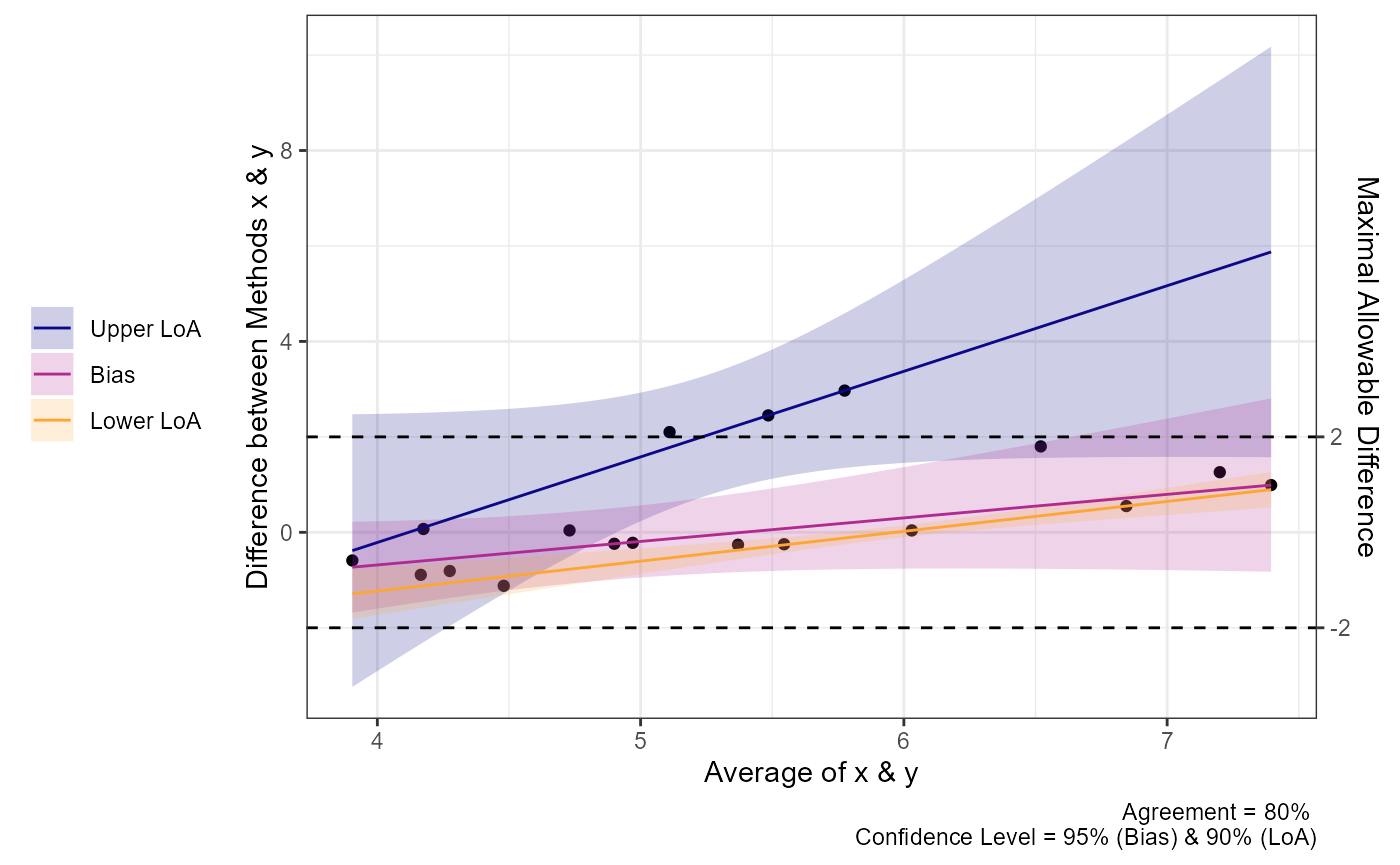 Upper LoA
Bias
Lower LoA
Difference between Methods x & y
8
4
0
Maximal Allowable Difference
2
-2
4
5
6
7
Average of x & y
Agreement = 80%
Confidence Level = 95% (Bias) & 90% (LoA)